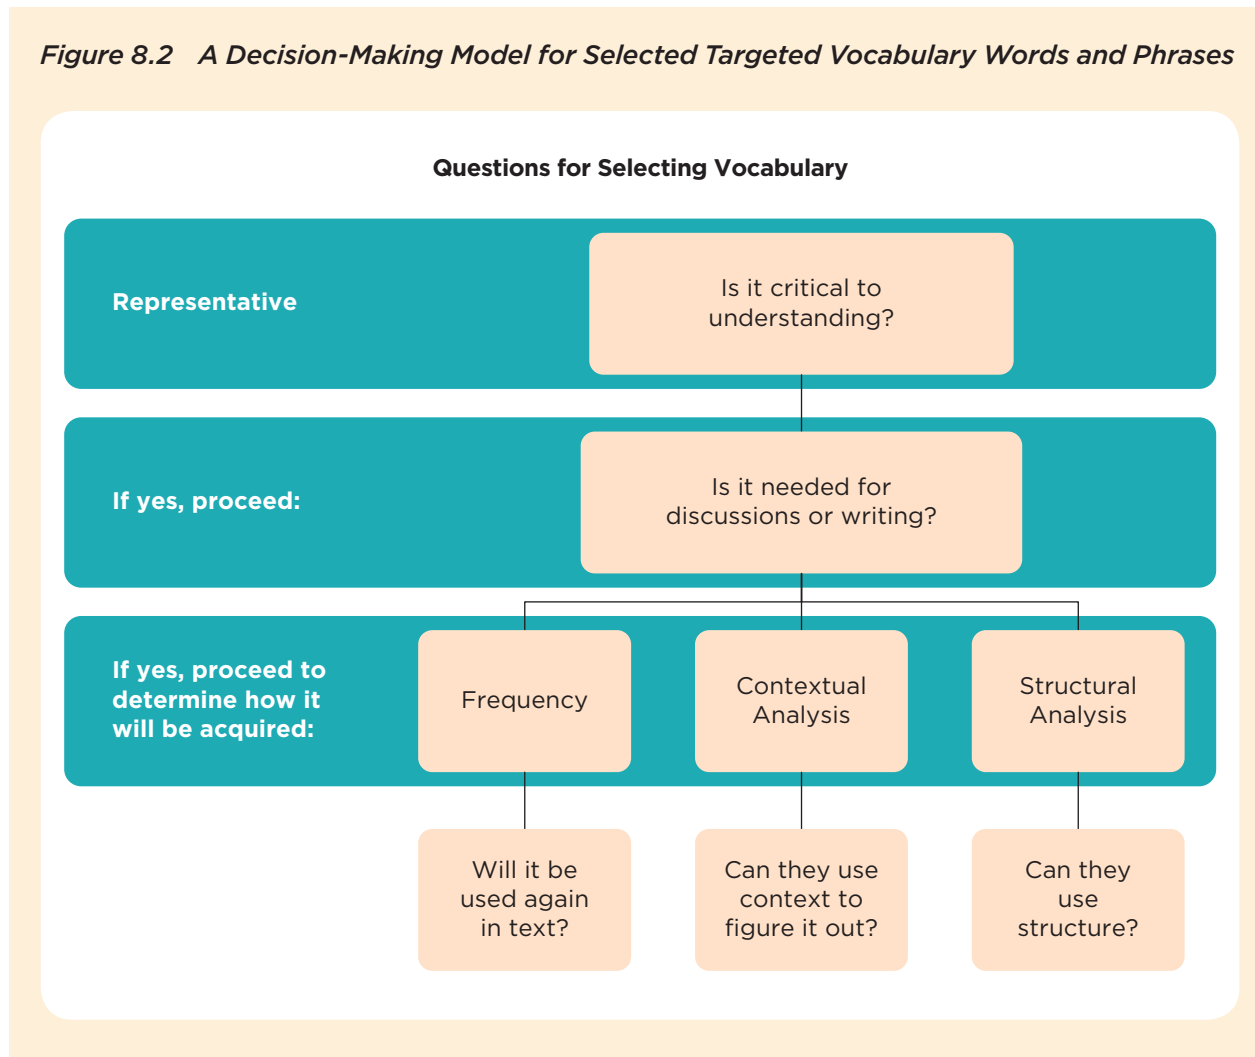 Figure 8.2 A Decision-Making Model for Selected Targeted Vocabulary Words and Phrases
Questions for Selecting Vocabulary
Representative
Is it critical to
understanding?
If yes, proceed:
Is it needed for
discussions or writing?
If yes, proceed to
determine how it
will be acquired:
Frequency
Contextual
Analysis
Structural
Analysis
Will it be
used again
in text?
Can they use
context to
figure it out?
Can they
use
structure?